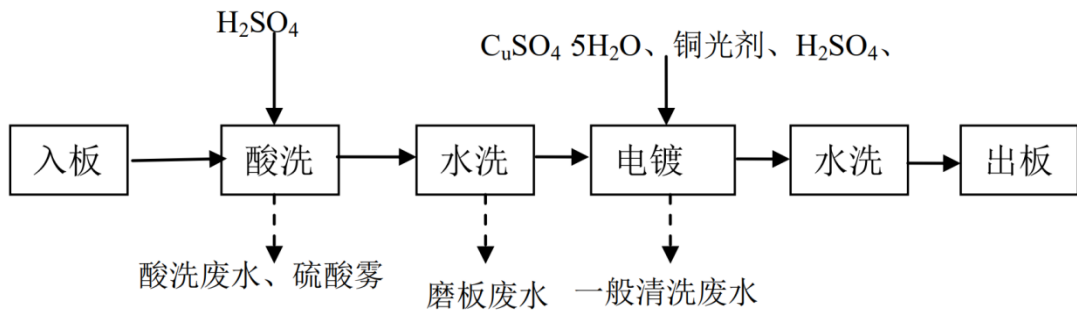 H₂SO₄
CuSO₄ 5H₂O、铜光剂、H₂SO₄、
入板
酸洗
水洗
电镀
水洗
出板
酸洗废水、硫酸雾
磨板废水
一般清洗废水